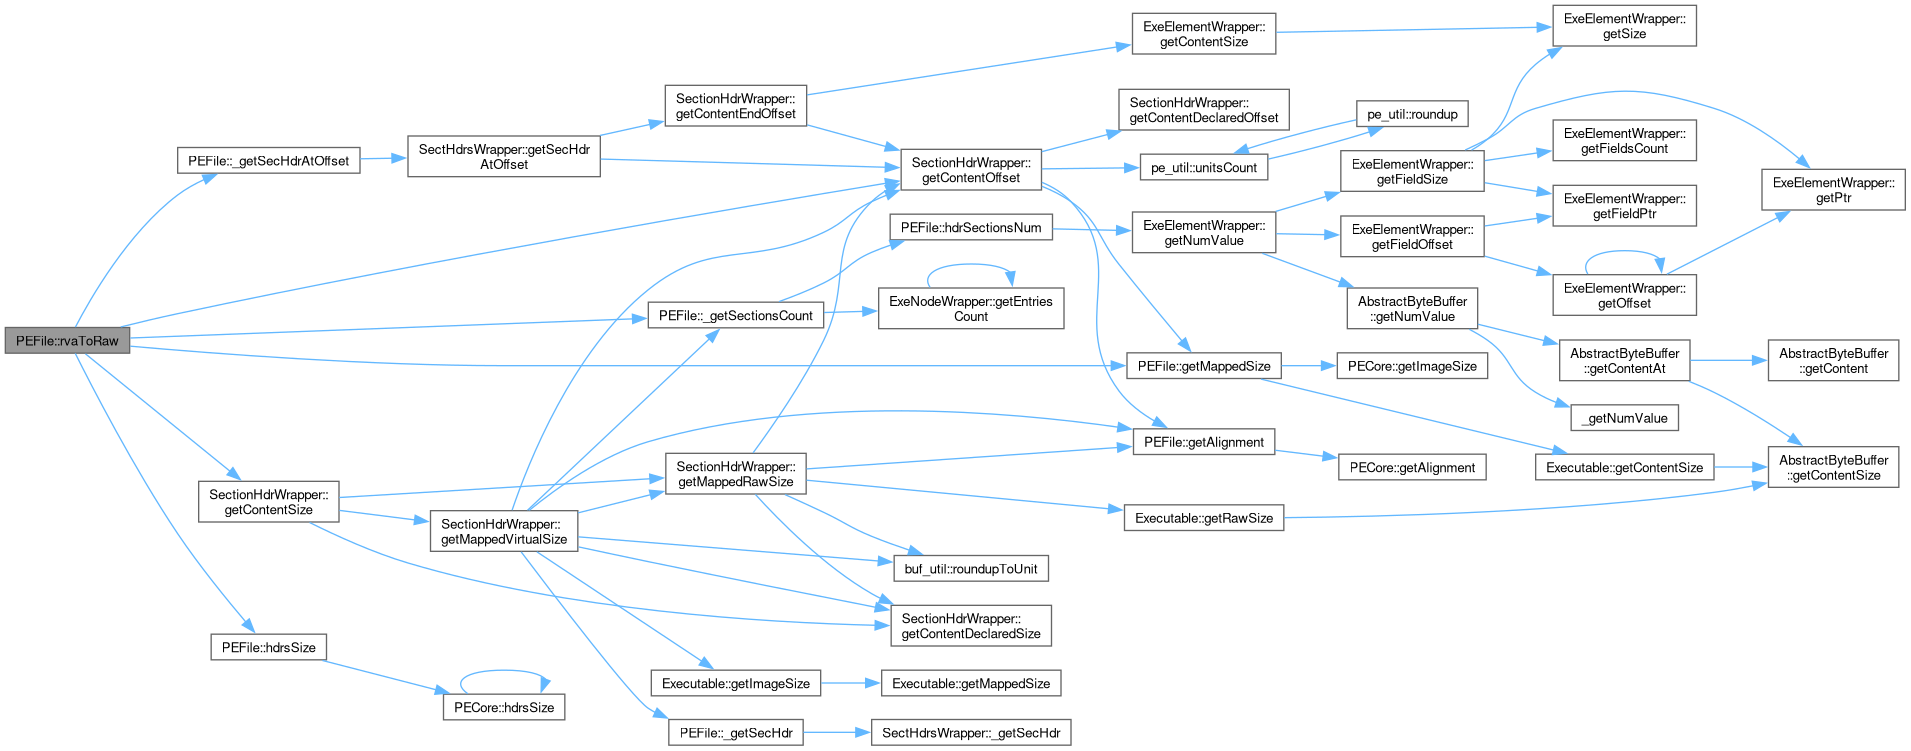 PEFile::rvaToRaw
PEFile::_getSecHdrAtOffset
SectHdrsWrapper::getSecHdr
AtOffset
SectionHdrWrapper::
getContentEndOffset
ExeElementWrapper::
getContentSize
ExeElementWrapper::
getSize
SectionHdrWrapper::
getContentOffset
SectionHdrWrapper::
getContentDeclaredOffset
pe_util::unitsCount
pe_util::roundup
PEFile::hdrSectionsNum
ExeElementWrapper::
getNumValue
ExeElementWrapper::
getFieldSize
ExeElementWrapper::
getFieldsCount
ExeElementWrapper::
getFieldPtr
ExeElementWrapper::
getPtr
ExeElementWrapper::
getFieldOffset
ExeElementWrapper::
getOffset
PEFile::_getSectionsCount
ExeNodeWrapper::getEntries
Count
AbstractByteBuffer
::getNumValue
AbstractByteBuffer
::getContentAt
AbstractByteBuffer
::getContent
_getNumValue
AbstractByteBuffer
::getContentSize
PEFile::getMappedSize
PECore::getImageSize
Executable::getContentSize
PEFile::getAlignment
PECore::getAlignment
SectionHdrWrapper::
getContentSize
SectionHdrWrapper::
getMappedVirtualSize
SectionHdrWrapper::
getMappedRawSize
Executable::getRawSize
buf_util::roundupToUnit
SectionHdrWrapper::
getContentDeclaredSize
PEFile::hdrsSize
PECore::hdrsSize
Executable::getImageSize
Executable::getMappedSize
PEFile::_getSecHdr
SectHdrsWrapper::_getSecHdr